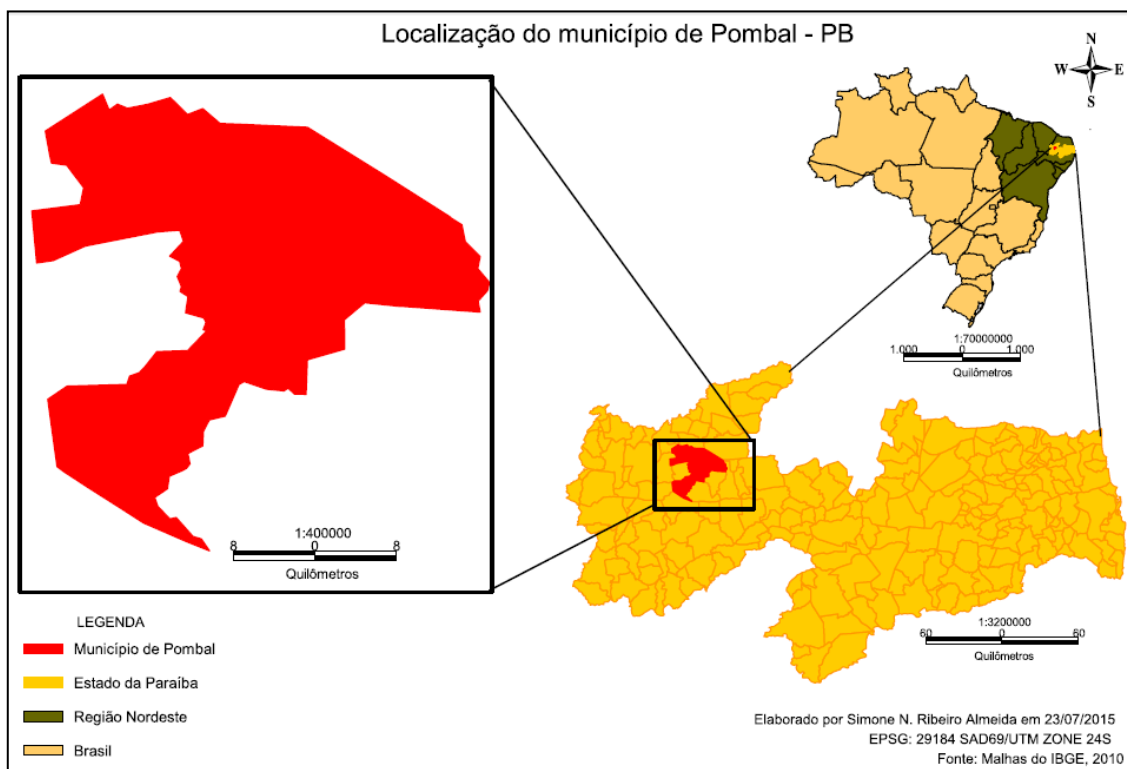 Localização do município de Pombal - PB
N
W E
S
1:70000000
1.000 0 1.000
Quilômetros
1:400000
8 0 8
Quilômetros
1:3200000
60 0 60
Quilômetros
LEGENDA
Município de Pombal
Estado da Paraíba
Região Nordeste
Brasil
Elaborado por Simone N. Ribeiro Almeida em 23/07/2015
EPSG: 29184 SAD69/UTM ZONE 24S
Fonte: Malhas do IBGE, 2010